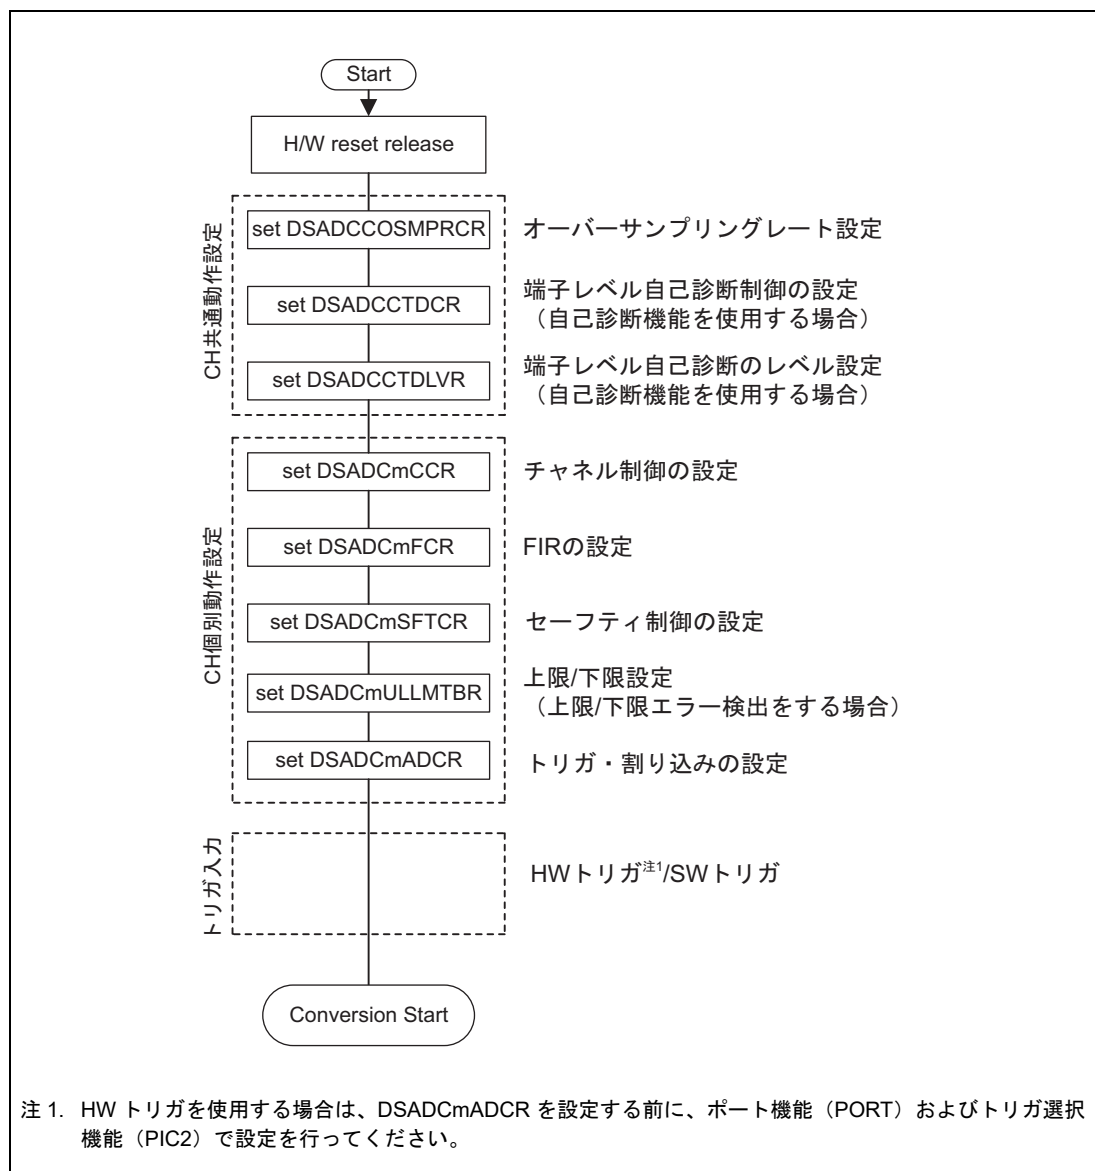 Start
H/W reset release
CH共通動作設定
set DSADCCOSMPRCR
オーバーサンプリングレート設定
set DSADCCTDCR
端子レベル自己診断制御の設定
（自己診断機能を使用する場合）
set DSADCCTDLVR
端子レベル自己診断のレベル設定
（自己診断機能を使用する場合）
CH個別動作設定
set DSADCmCCR
チャネル制御の設定
set DSADCmFCR
FIRの設定
set DSADCmSFTCR
セーフティ制御の設定
set DSADCmULLMTBR
上限/下限設定
（上限/下限エラー検出をする場合）
set DSADCmADCR
トリガ・割り込みの設定
トリガ入力
HWトリガ注1/SWトリガ
Conversion Start
注 1. HW トリガを使用する場合は、DSADCmADCR を設定する前に、ポート機能（PORT）およびトリガ選択
機能（PIC2）で設定を行ってください。